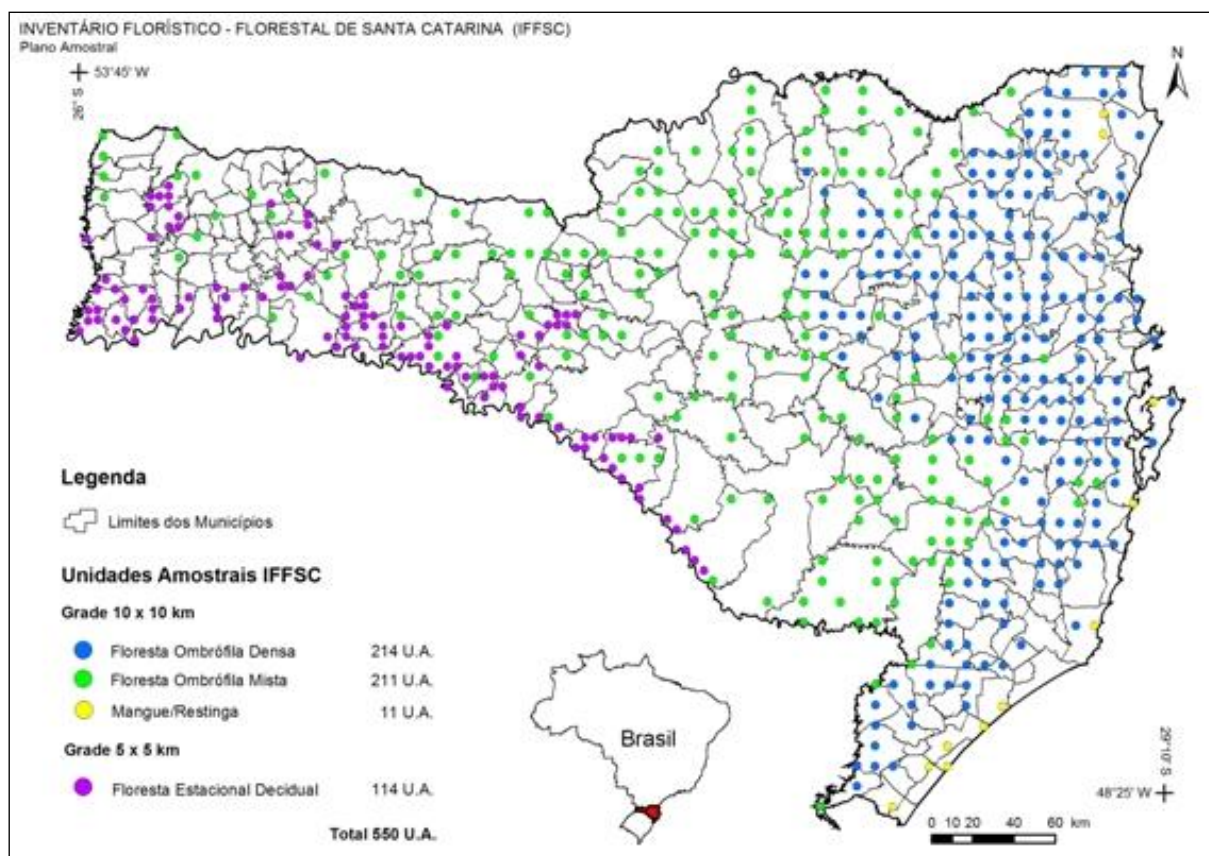 INVENTÁRIO FLORÍSTICO - FLORESTAL DE SANTA CATARINA (IFFSC)
Plano Amostral
53°45' W
26° S
N
Legenda
Limites dos Municípios
Unidades Amostrais IFFSC
Grade 10 x 10 km
Floresta Ombrófila Densa 214 U.A.
Floresta Ombrófila Mista 211 U.A.
Mangue/Restinga 11 U.A.
Grade 5 x 5 km
Floresta Estacional Decidual 114 U.A.
Total 550 U.A.
Brasil
29°10' S
48°25' W
0 10 20 40 60 km